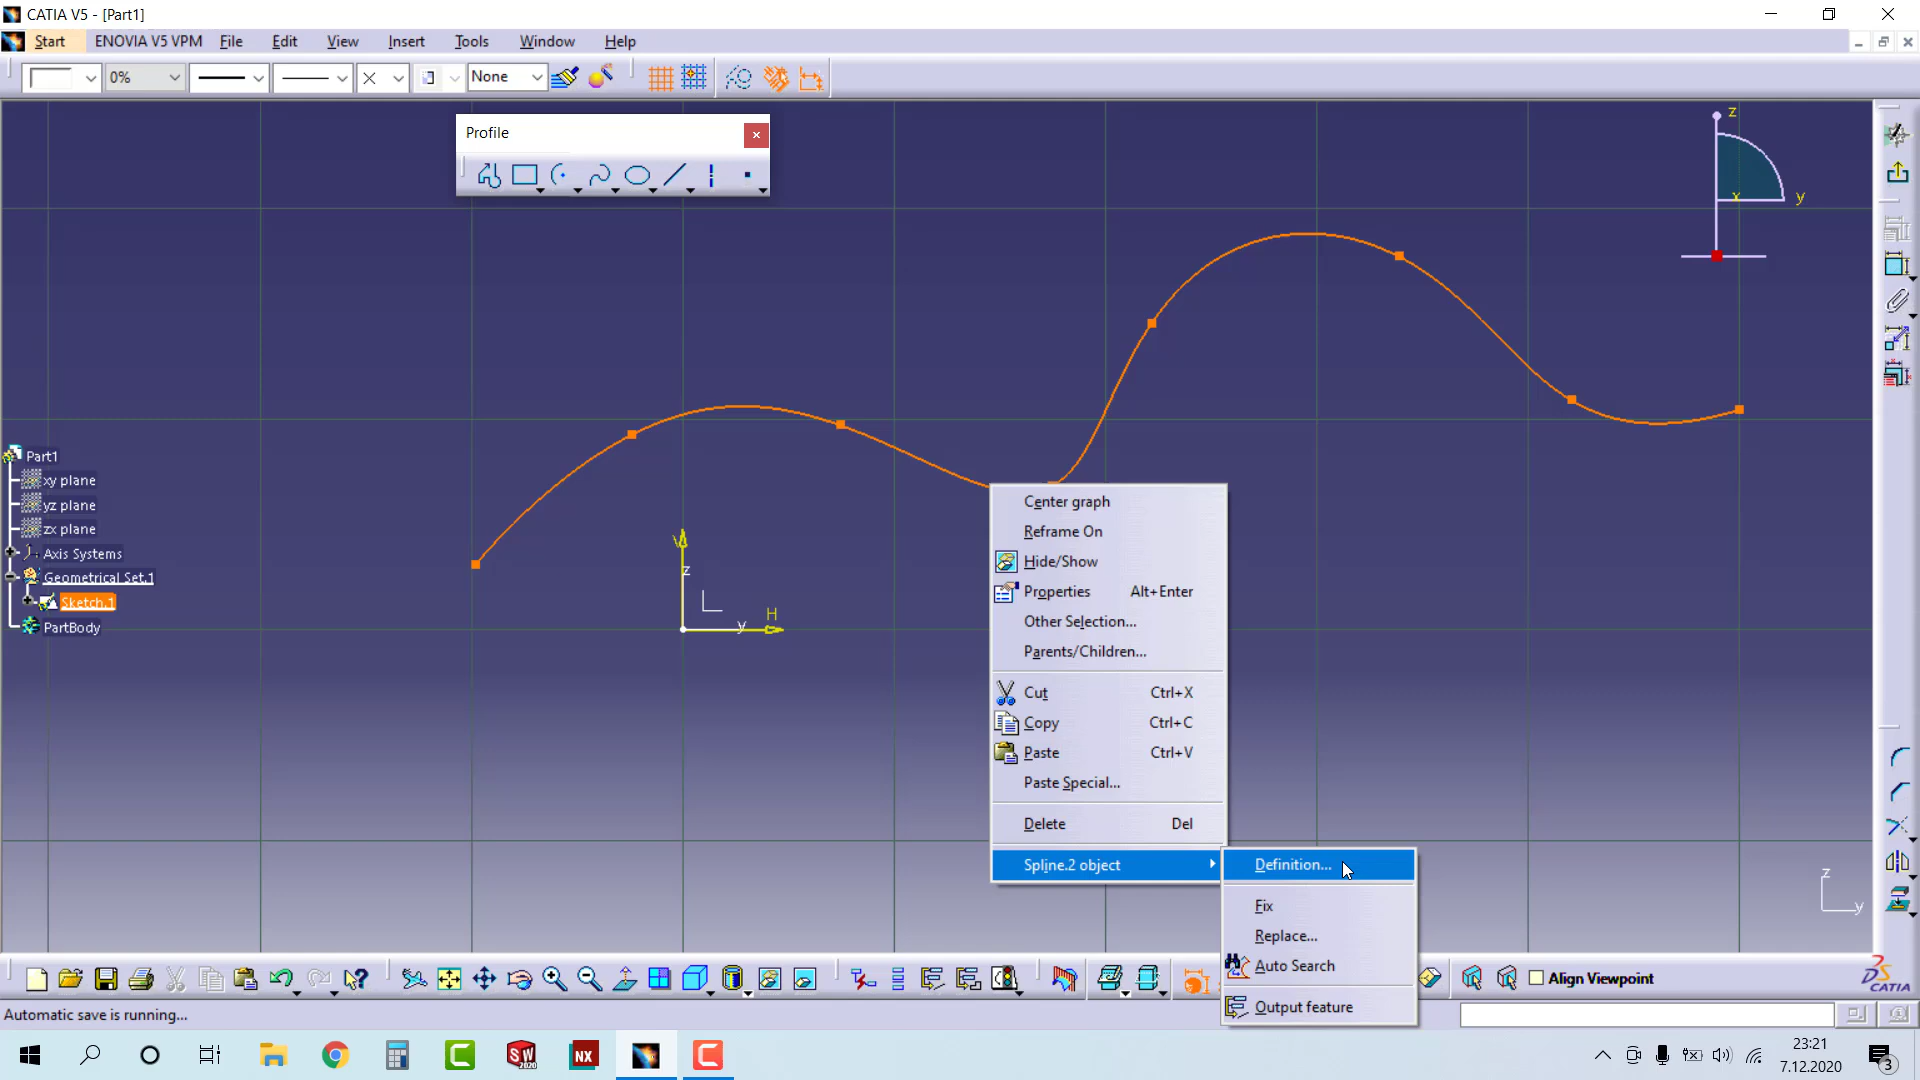 CATIA V5 - [Part1]
Start ENOVIA V5 VPM File Edit View Insert Tools Window Help
0% None
Profile
z
x y
Part1
xy plane
yz plane
zx plane
Axis Systems
Geometrical Set.1
Sketch.1
PartBody
V
z
H
y
Center graph
Reframe On
Hide/Show
Properties Alt+Enter
Other Selection...
Parents/Children...
Cut Ctrl+X
Copy Ctrl+C
Paste Ctrl+V
Paste Special...
Delete Del
Spline.2 object
Definition...
Fix
Replace...
Auto Search
Output feature
z
y
Align Viewpoint
CATIA
Automatic save is running...
SW
2020
NX
23:21
7.12.2020
3